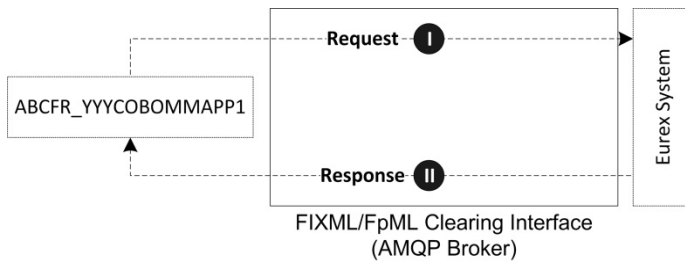 Request I
ABCFR_YYYCOBOMMAPP1
Eurex System
Response II
FIXML/FpML Clearing Interface
(AMQP Broker)